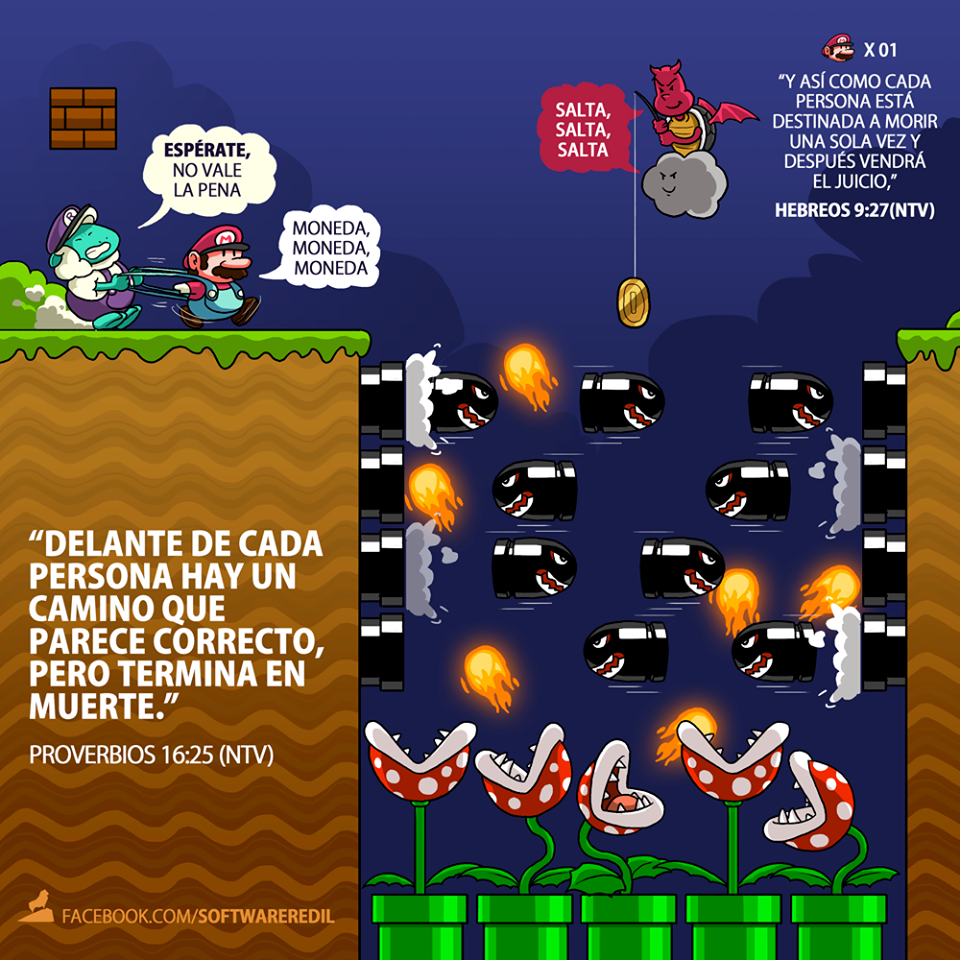 X 01
“Y ASÍ COMO CADA
PERSONA ESTÁ
DESTINADA A MORIR
UNA SOLA VEZ Y
DESPUÉS VENDRÁ
EL JUICIO,”
HEBREOS 9:27(NTV)
SALTA,
SALTA,
SALTA
ESPÉRATE,
NO VALE
LA PENA
MONEDA,
MONEDA,
MONEDA
R
M
“DELANTE DE CADA
PERSONA HAY UN
CAMINO QUE
PARECE CORRECTO,
PERO TERMINA EN
MUERTE.”
PROVERBIOS 16:25 (NTV)
FACEBOOK.COM/SOFTWAREREDIL